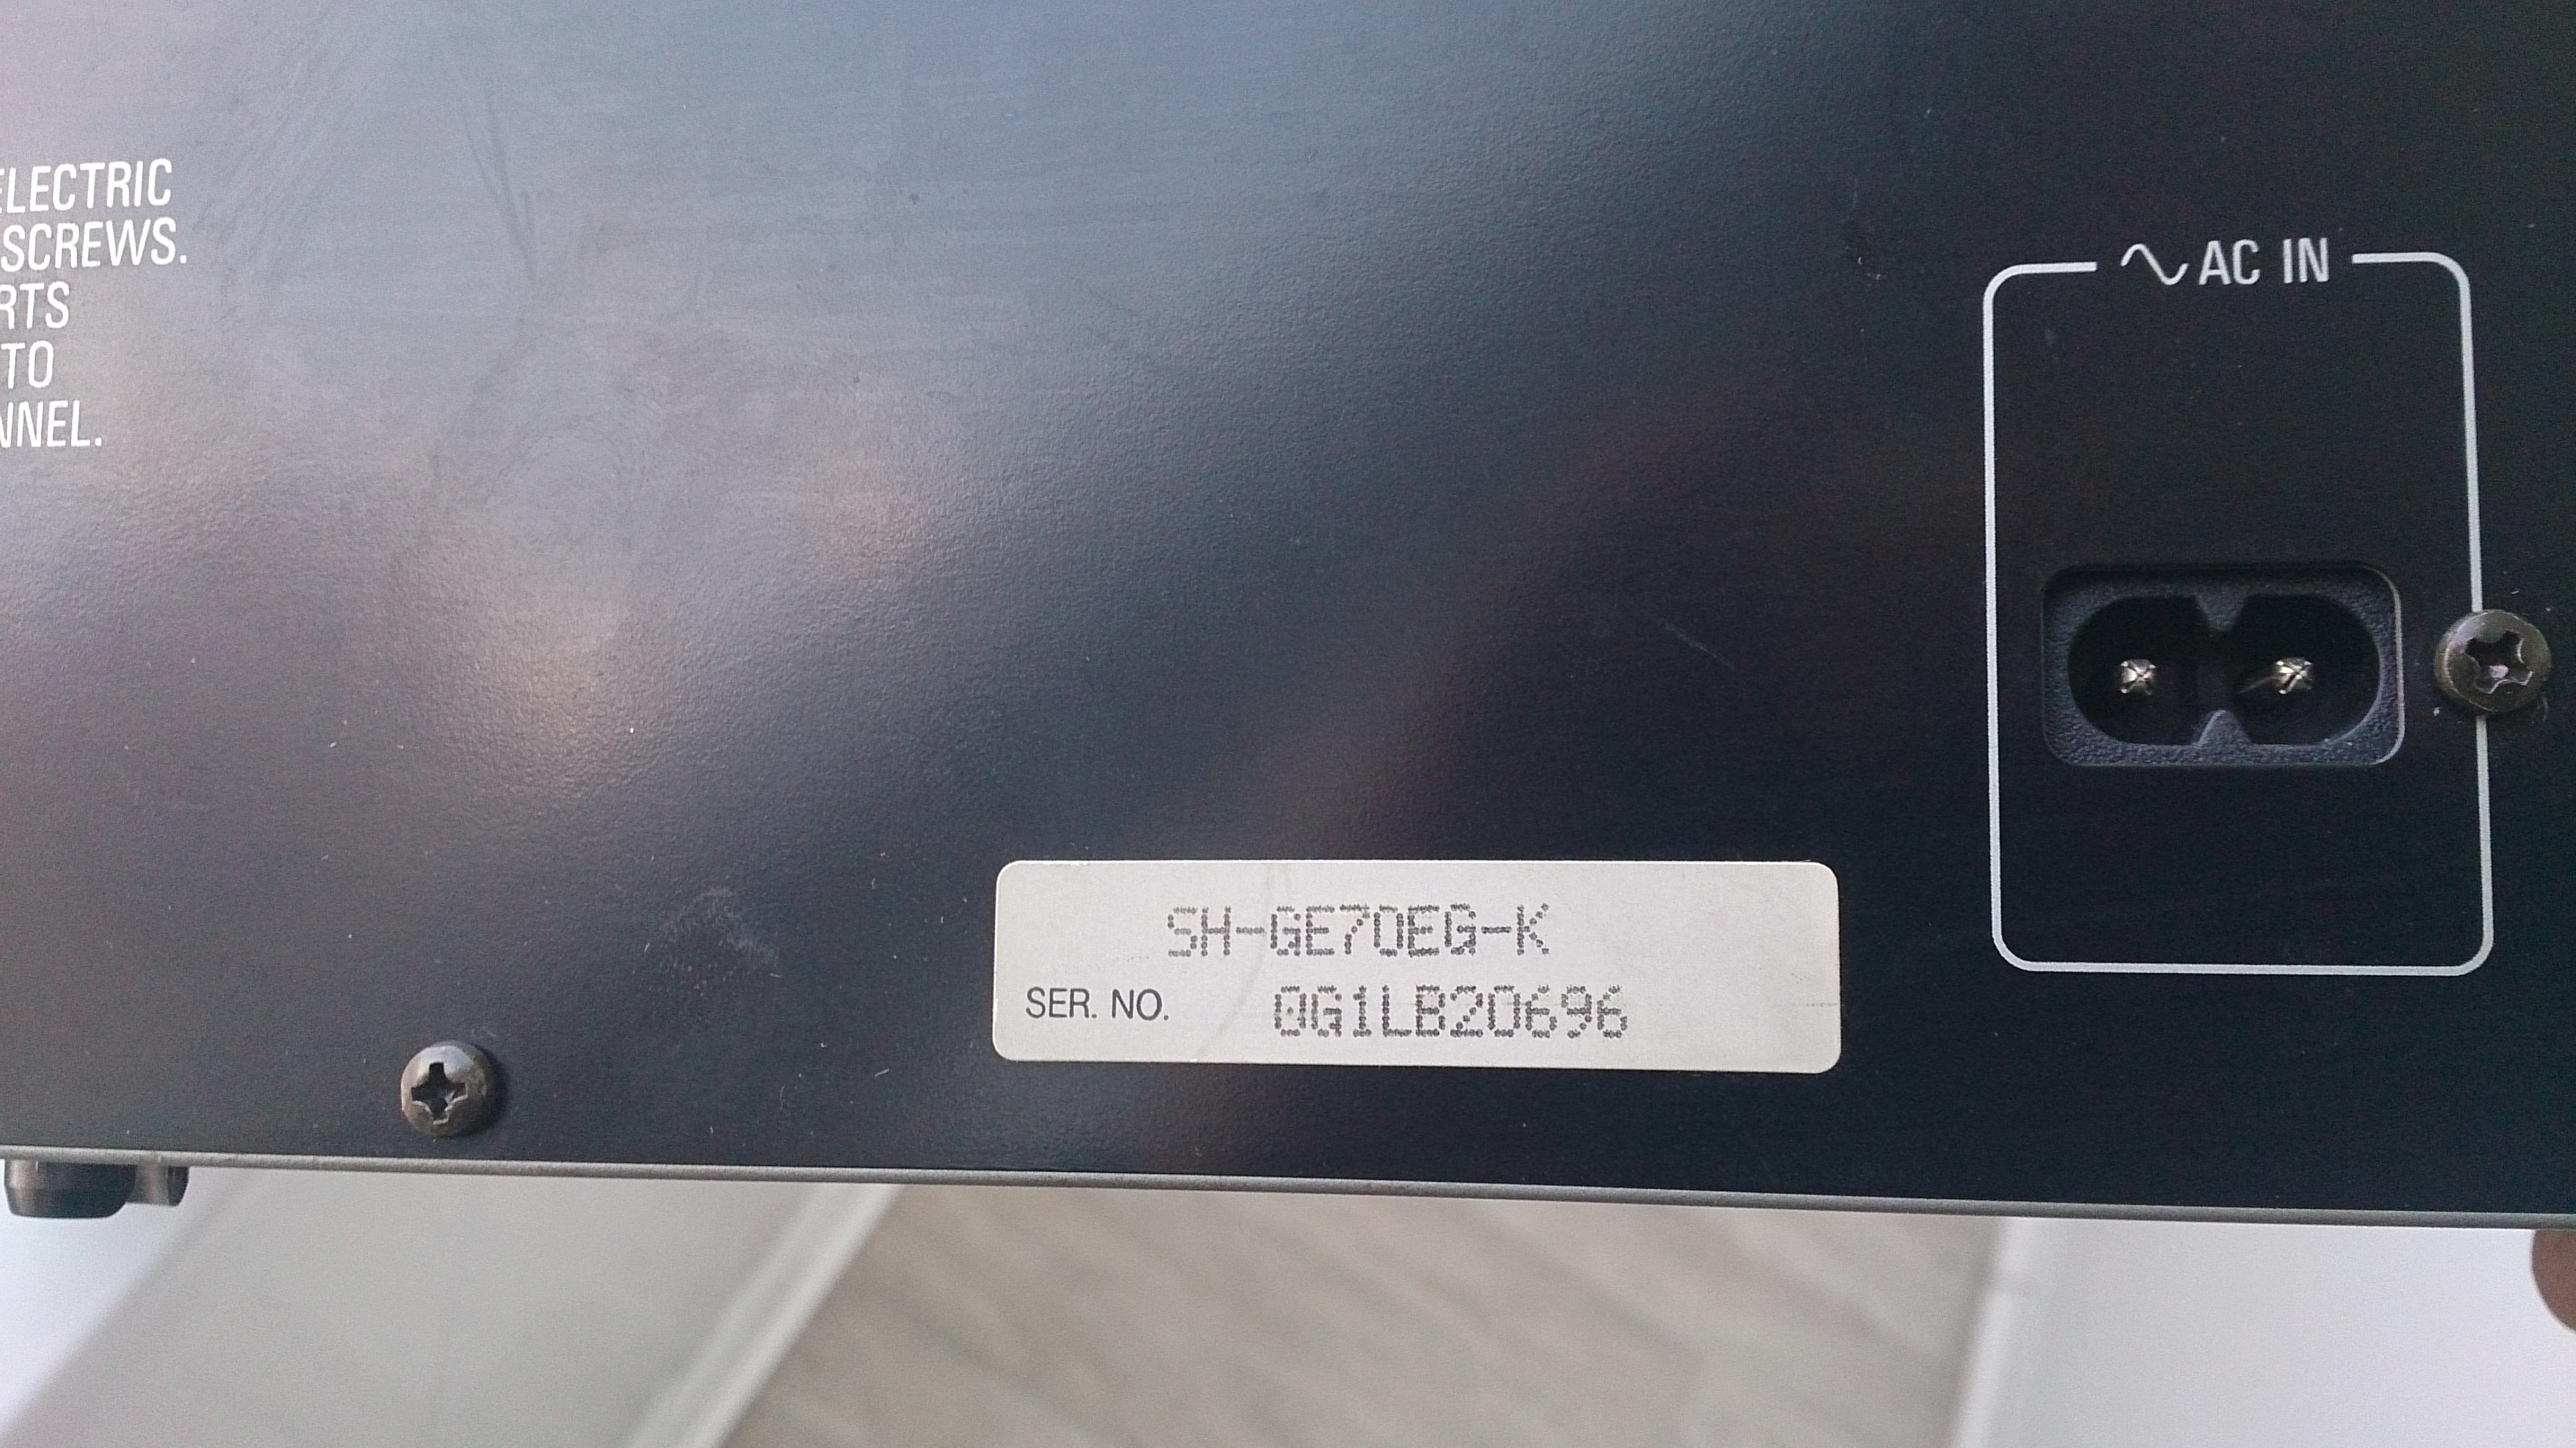 ELECTRIC
SCREWS.
RTS
TO
NNEL.
∿ AC IN
SH-GE70EG-K
SER. NO. 0G1LB20696